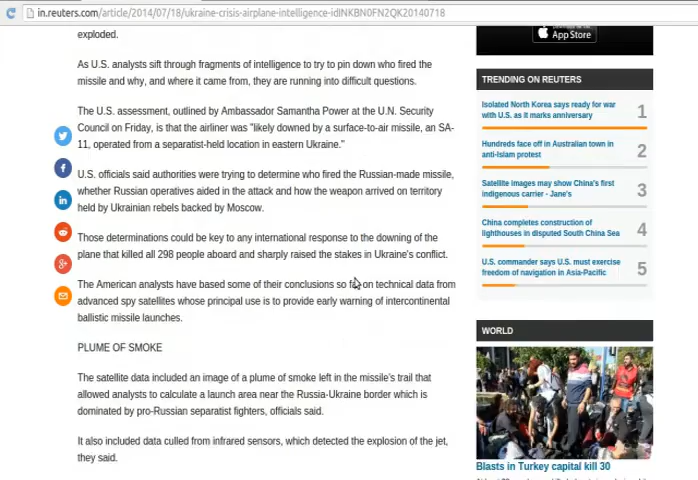 in.reuters.com/article/2014/07/18/ukraine-crisis-airplane-intelligence-idINKBN0FN2QK20140718
exploded.
As U.S. analysts sift through fragments of intelligence to try to pin down who fired the
missile and why, and where it came from, they are running into difficult questions.
The U.S. assessment, outlined by Ambassador Samantha Power at the U.N. Security
Council on Friday, is that the airliner was "likely downed by a surface-to-air missile, an SA-
11, operated from a separatist-held location in eastern Ukraine."
U.S. officials said authorities were trying to determine who fired the Russian-made missile,
whether Russian operatives aided in the attack and how the weapon arrived on territory
held by Ukrainian rebels backed by Moscow.
Those determinations could be key to any international response to the downing of the
plane that killed all 298 people aboard and sharply raised the stakes in Ukraine's conflict.
The American analysts have based some of their conclusions so far on technical data from
advanced spy satellites whose principal use is to provide early warning of intercontinental
ballistic missile launches.
PLUME OF SMOKE
The satellite data included an image of a plume of smoke left in the missile's trail that
allowed analysts to calculate a launch area near the Russia-Ukraine border which is
dominated by pro-Russian separatist fighters, officials said.
It also included data culled from infrared sensors, which detected the explosion of the jet,
they said.
App Store
TRENDING ON REUTERS
Isolated North Korea says ready for war
with U.S. as it marks anniversary
1
Hundreds face off in Australian town in
anti-Islam protest
2
Satellite images may show China's first
indigenous carrier - Jane's
3
China completes construction of
lighthouses in disputed South China Sea
4
U.S. commander says U.S. must exercise
freedom of navigation in Asia-Pacific
5
WORLD
Blasts in Turkey capital kill 30